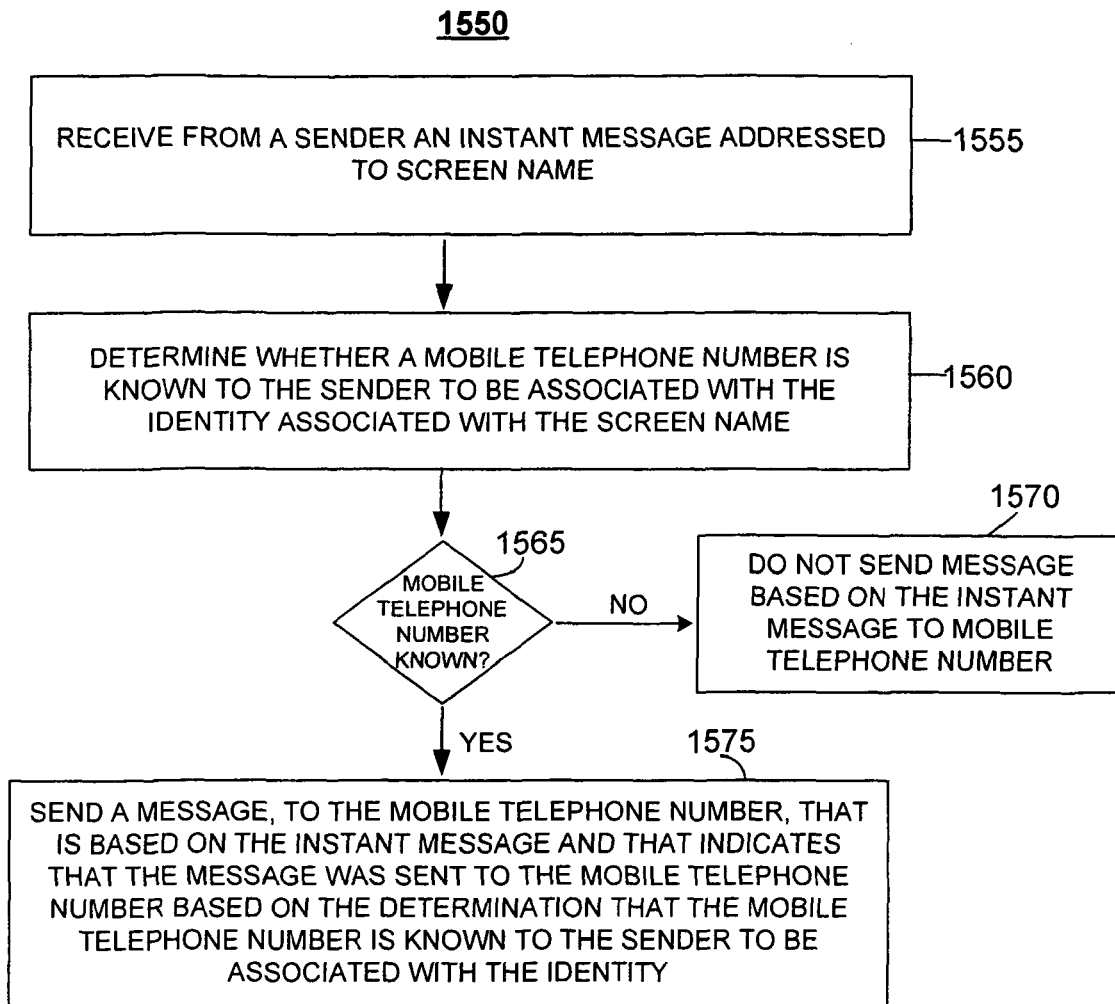 1550
RECEIVE FROM A SENDER AN INSTANT MESSAGE ADDRESSED
TO SCREEN NAME
1555
DETERMINE WHETHER A MOBILE TELEPHONE NUMBER IS
KNOWN TO THE SENDER TO BE ASSOCIATED WITH THE
IDENTITY ASSOCIATED WITH THE SCREEN NAME
1560
1565
MOBILE
TELEPHONE
NUMBER
KNOWN?
NO
1570
DO NOT SEND MESSAGE
BASED ON THE INSTANT
MESSAGE TO MOBILE
TELEPHONE NUMBER
YES
1575
SEND A MESSAGE, TO THE MOBILE TELEPHONE NUMBER, THAT
IS BASED ON THE INSTANT MESSAGE AND THAT INDICATES
THAT THE MESSAGE WAS SENT TO THE MOBILE TELEPHONE
NUMBER BASED ON THE DETERMINATION THAT THE MOBILE
TELEPHONE NUMBER IS KNOWN TO THE SENDER TO BE
ASSOCIATED WITH THE IDENTITY